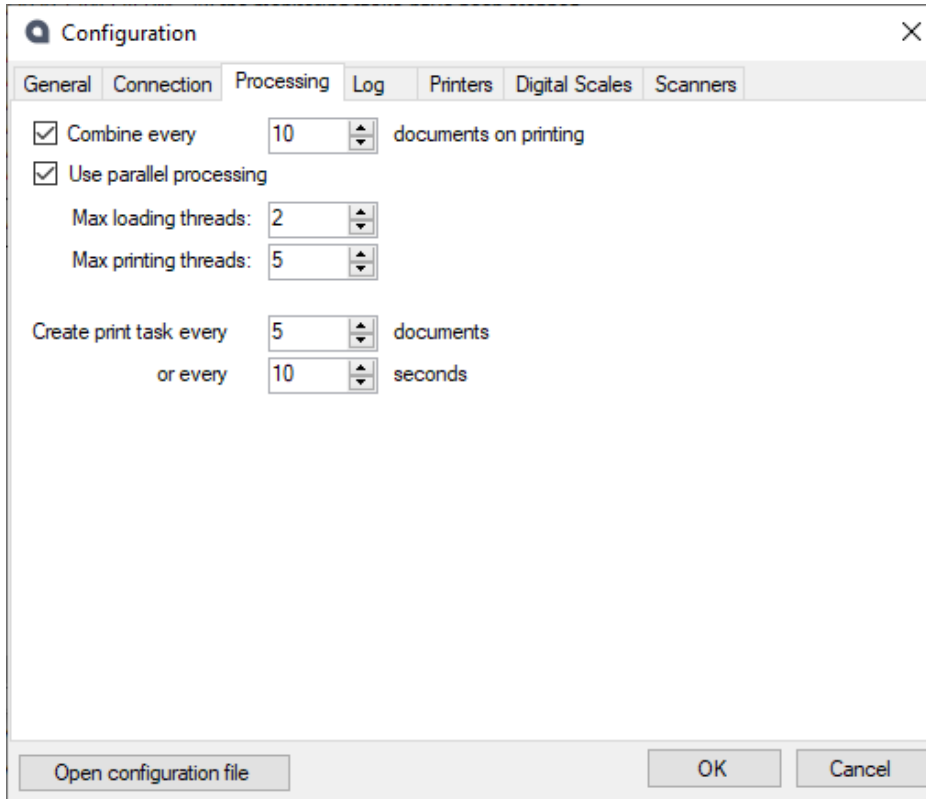 Configuration
General Connection Processing Log Printers Digital Scales Scanners
Combine every 10 documents on printing
Use parallel processing
Max loading threads: 2
Max printing threads: 5
Create print task every 5 documents
or every 10 seconds
Open configuration file OK Cancel